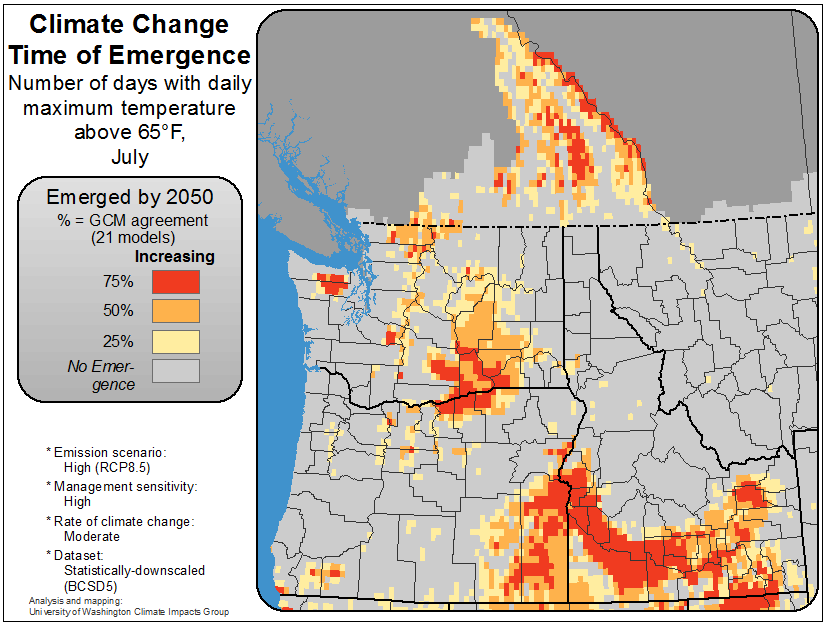 Climate Change
Time of Emergence
Number of days with daily
maximum temperature
above 65°F,
July
Emerged by 2050
% = GCM agreement
(21 models)
Increasing
75%
50%
25%
No Emer-
gence
* Emission scenario:
High (RCP8.5)
* Management sensitivity:
High
* Rate of climate change:
Moderate
* Dataset:
Statistically-downscaled
(BCSD5)
Analysis and mapping:
University of Washington Climate Impacts Group